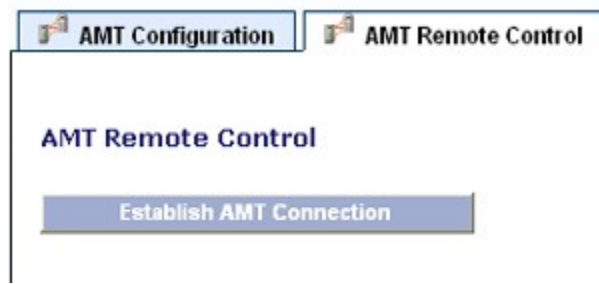 AMT Configuration
AMT Remote Control
AMT Remote Control
Establish AMT Connection